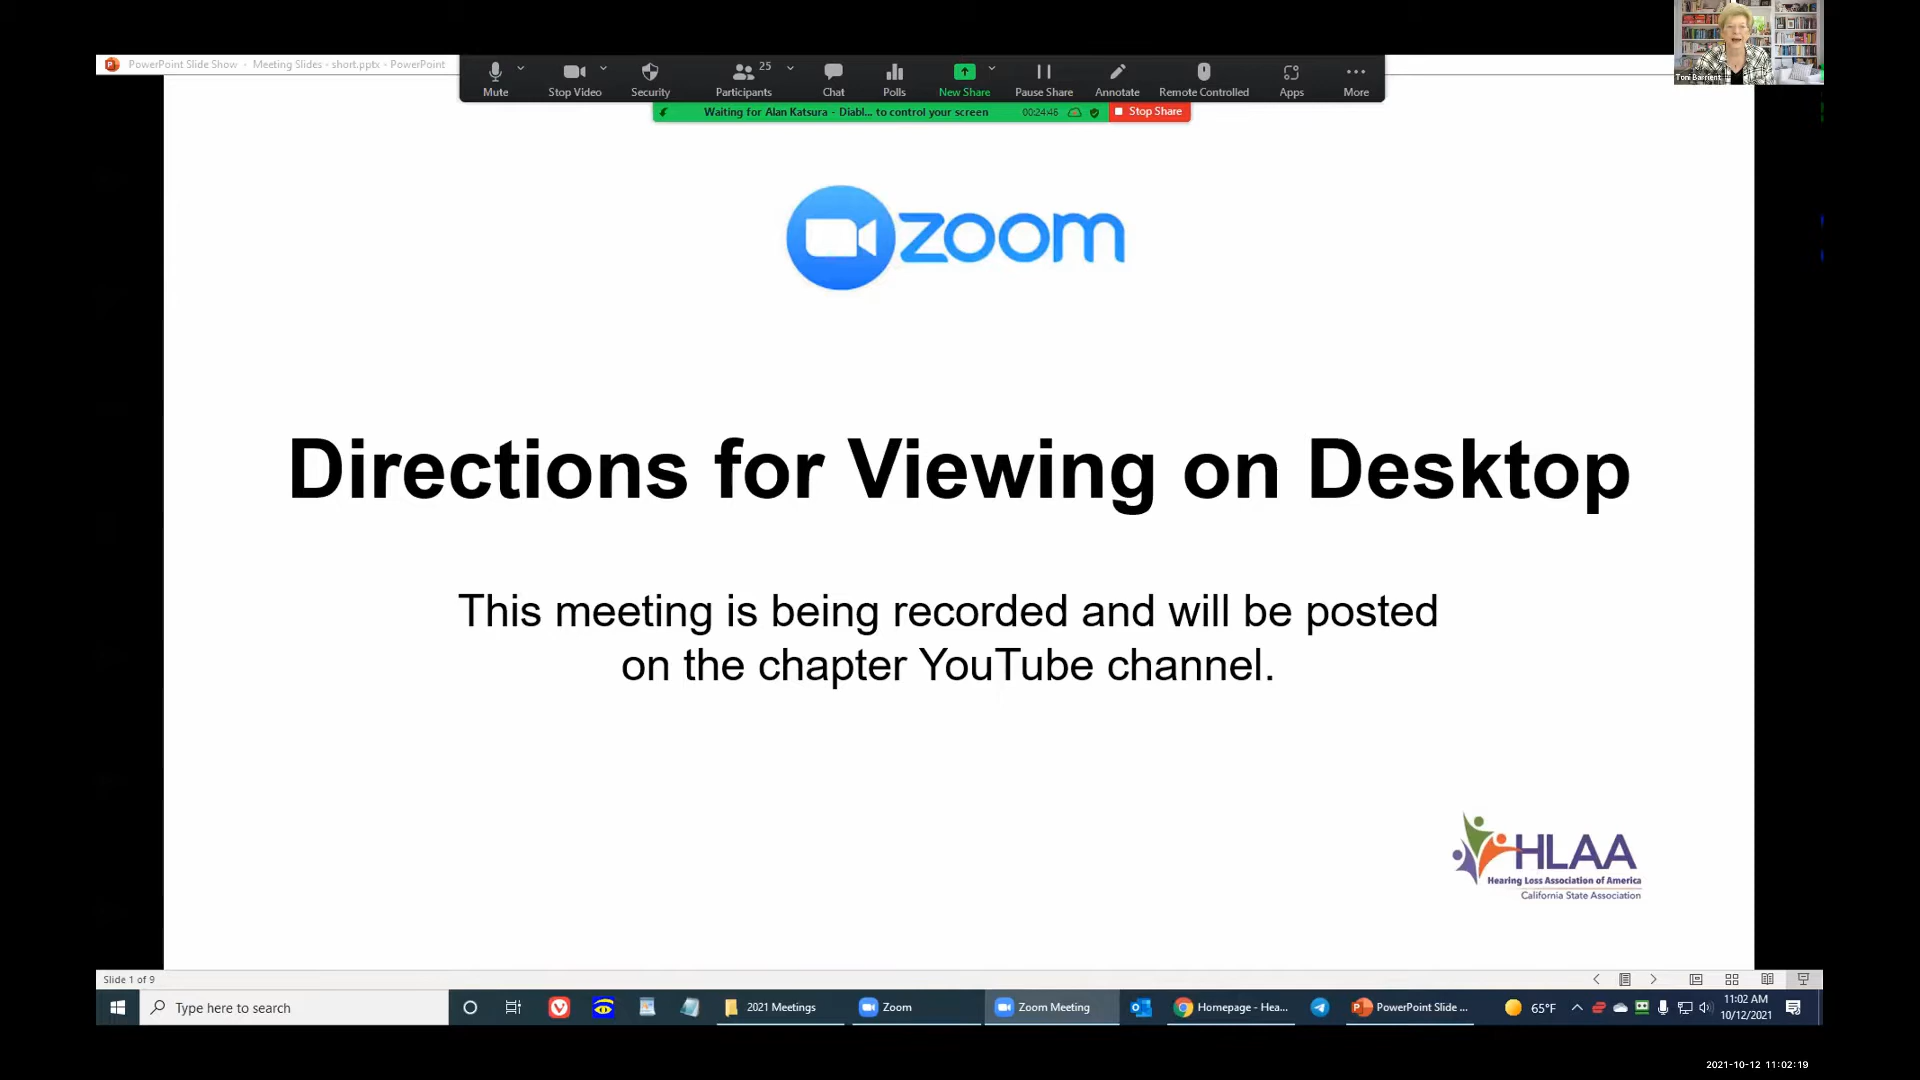 PowerPoint Slide Show - Meeting Slides - short.pptx - PowerPoint
Mute
Stop Video
Security
Participants
25
Chat
Polls
New Share
Pause Share
Annotate
Remote Controlled
Apps
More
Toni Barrient
Waiting for Alan Katsura - Diabl... to control your screen
00:24:46
Stop Share
zoom
Directions for Viewing on Desktop
This meeting is being recorded and will be posted
on the chapter YouTube channel.
HLAA
Hearing Loss Association of America
California State Association
Slide 1 of 9
Type here to search
2021 Meetings
Zoom
Zoom Meeting
Homepage - Hea...
PowerPoint Slide ...
65°F
11:02 AM
10/12/2021
2021-10-12 11:02:19